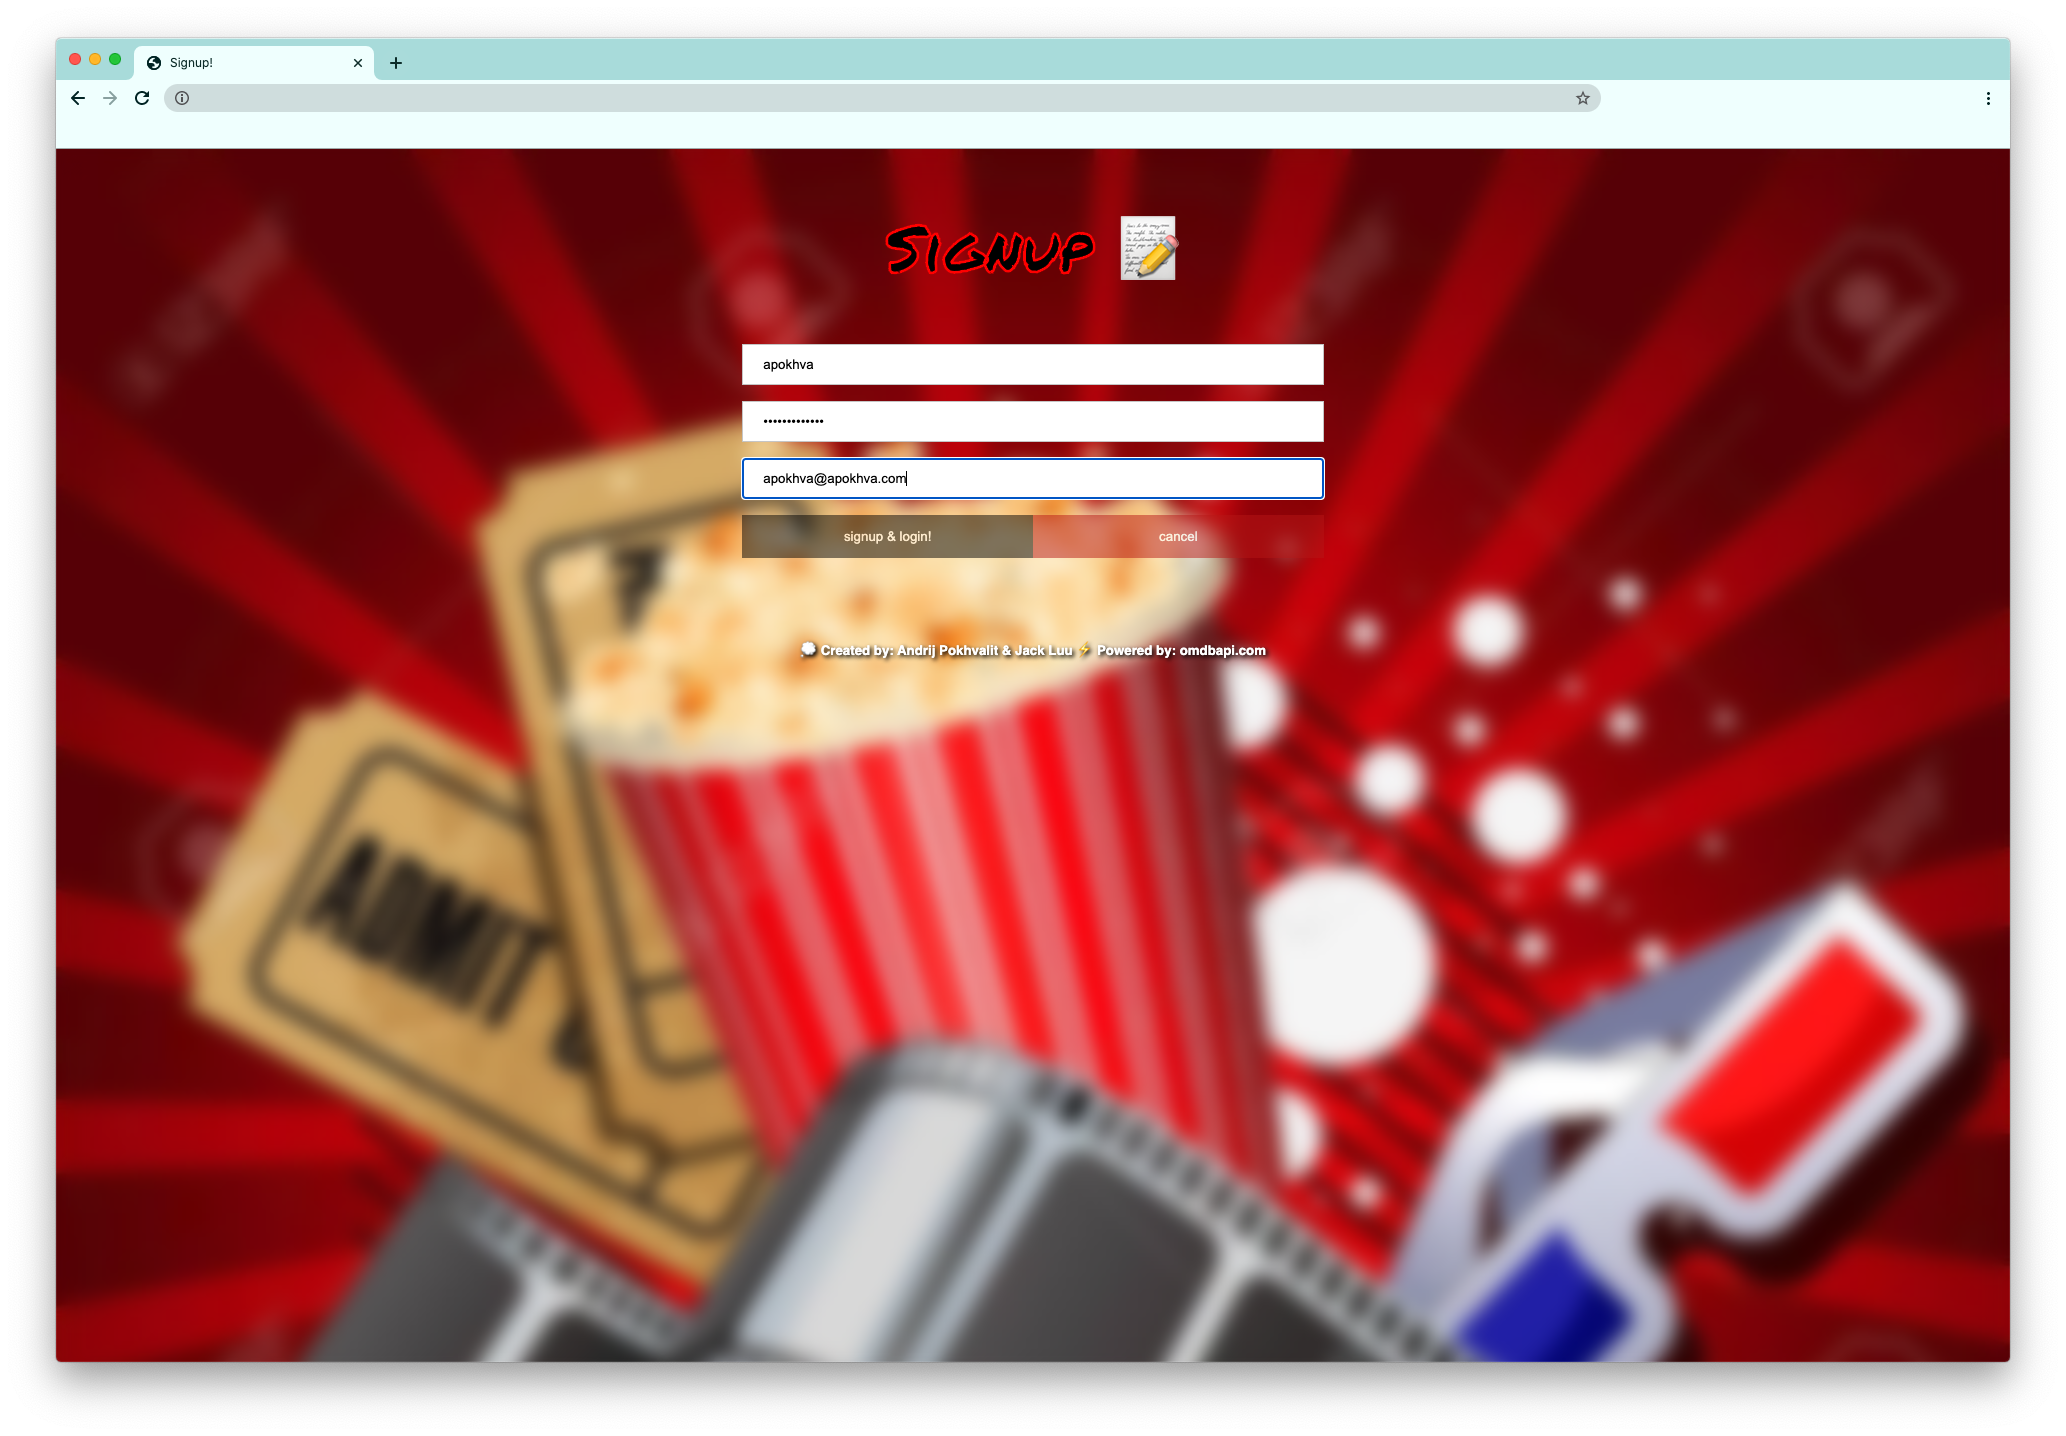 Signup!
Signup 📝
apokhva
•••••••••••••
apokhva@apokhva.com
signup & login! cancel
💭 Created by: Andrij Pokhvalit & Jack Luu ⚡ Powered by: omdbapi.com
ADMIT